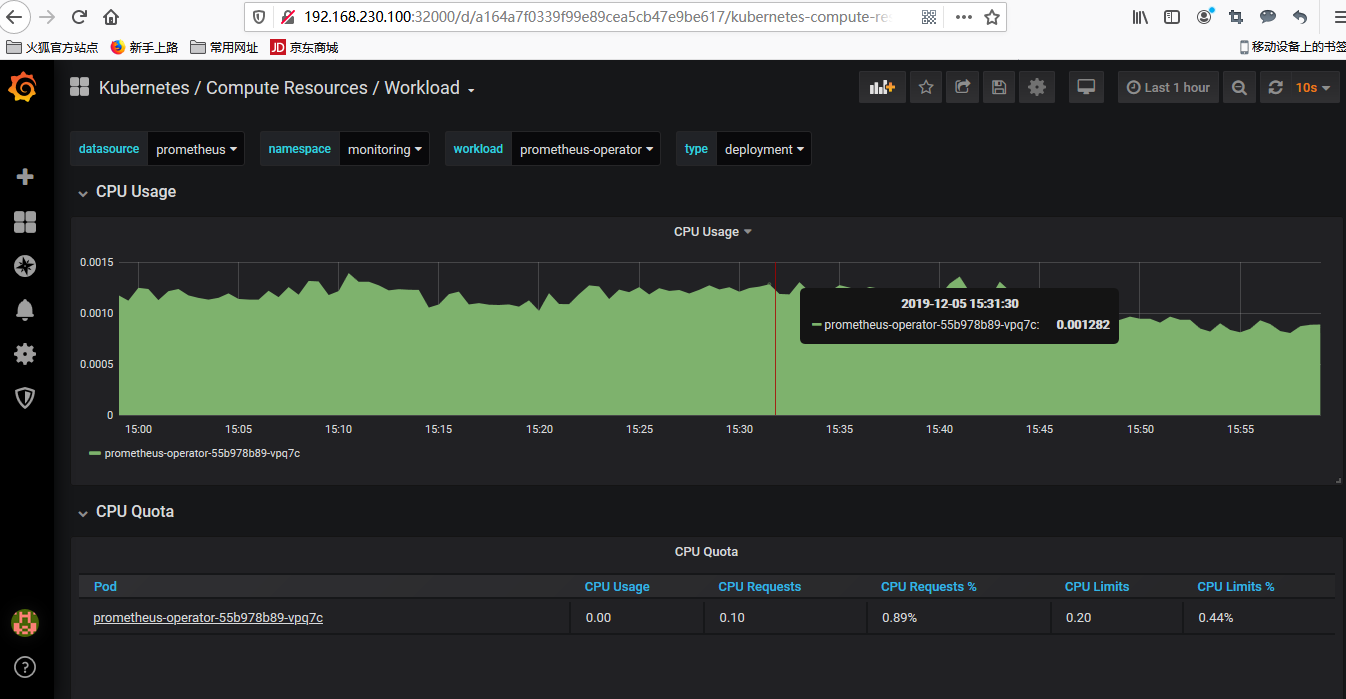 192.168.230.100:32000/d/a164a7f0339f99e89cea5cb47e9be617/kubernetes-compute-re
火狐官方站点 新手上路 常用网址 JD 京东商城 移动设备上的书签
Kubernetes / Compute Resources / Workload
Last 1 hour 10s
datasource prometheus namespace monitoring workload prometheus-operator type deployment
CPU Usage
CPU Usage
0.0015
0.0010
0.0005
0
2019-12-05 15:31:30
prometheus-operator-55b978b89-vpq7c: 0.001282
15:00 15:05 15:10 15:15 15:20 15:25 15:30 15:35 15:40 15:45 15:50 15:55
prometheus-operator-55b978b89-vpq7c
CPU Quota
CPU Quota
Pod CPU Usage CPU Requests CPU Requests % CPU Limits CPU Limits %
prometheus-operator-55b978b89-vpq7c 0.00 0.10 0.89% 0.20 0.44%